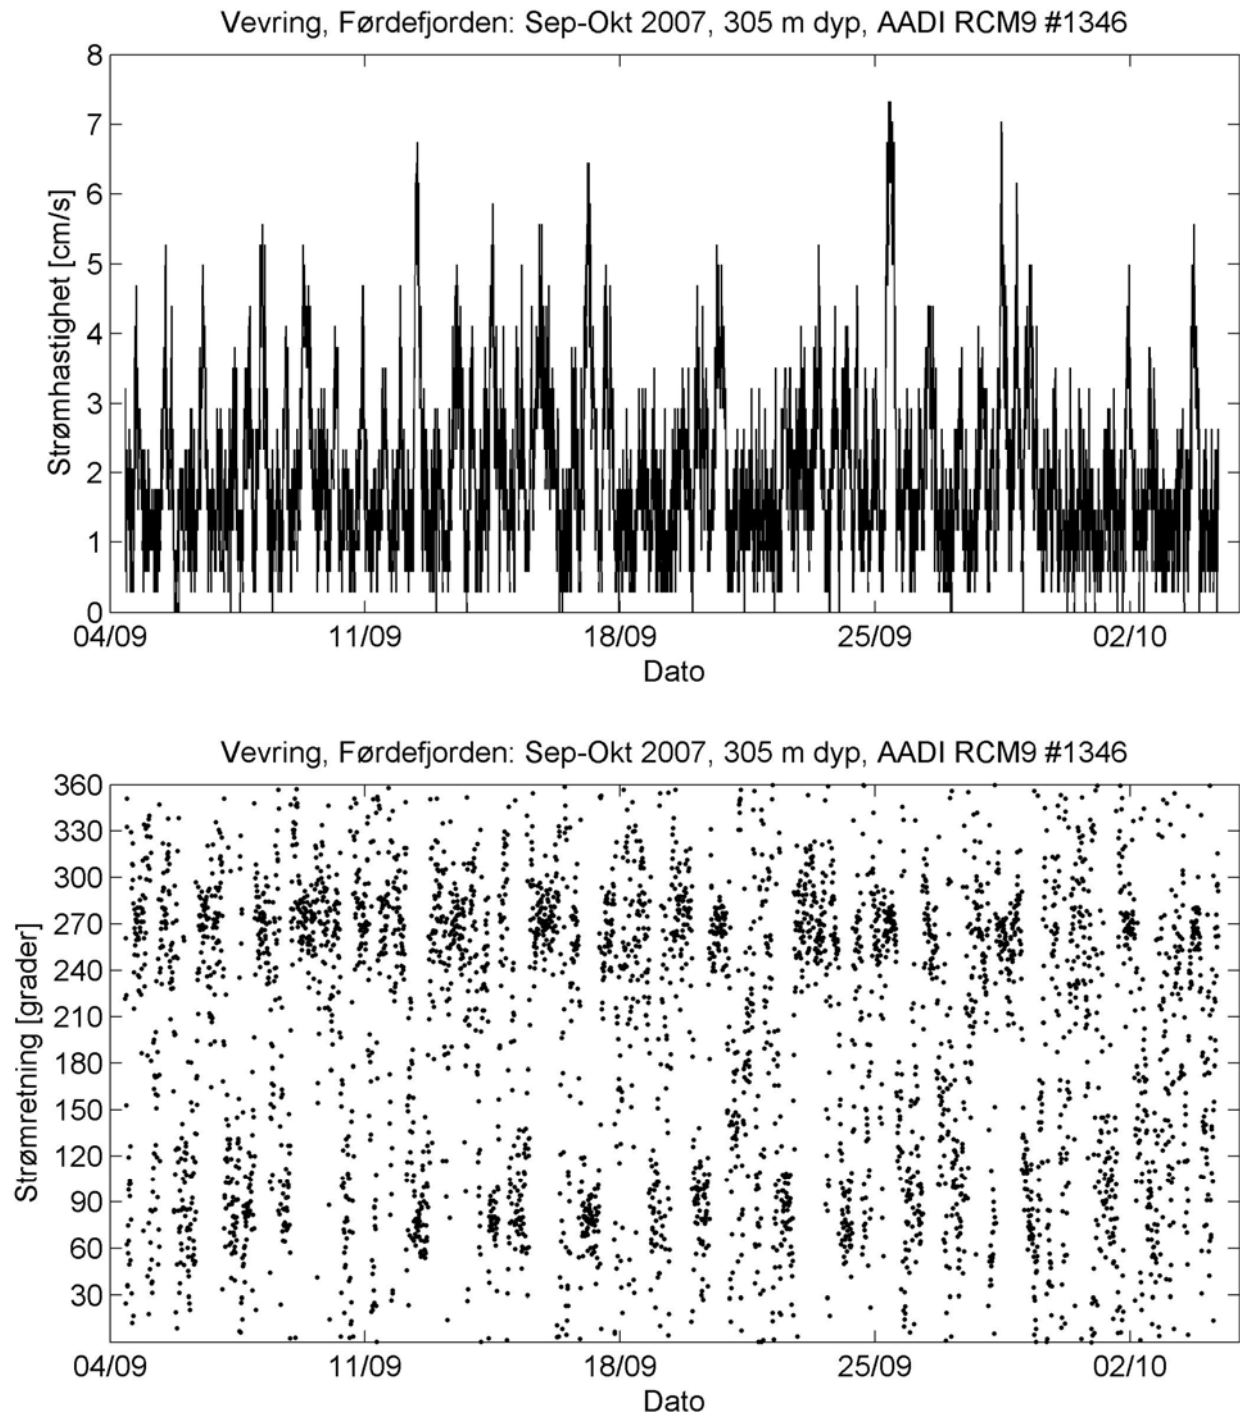 Vevring, Førdefjorden: Sep-Okt 2007, 305 m dyp, AADI RCM9 #1346
Strømhastighet [cm/s]
8
7
6
5
4
3
2
1
0
04/09 11/09 18/09 25/09 02/10
Dato
Vevring, Førdefjorden: Sep-Okt 2007, 305 m dyp, AADI RCM9 #1346
Strømretning [grader]
360
330
300
270
240
210
180
150
120
90
60
30
04/09 11/09 18/09 25/09 02/10
Dato